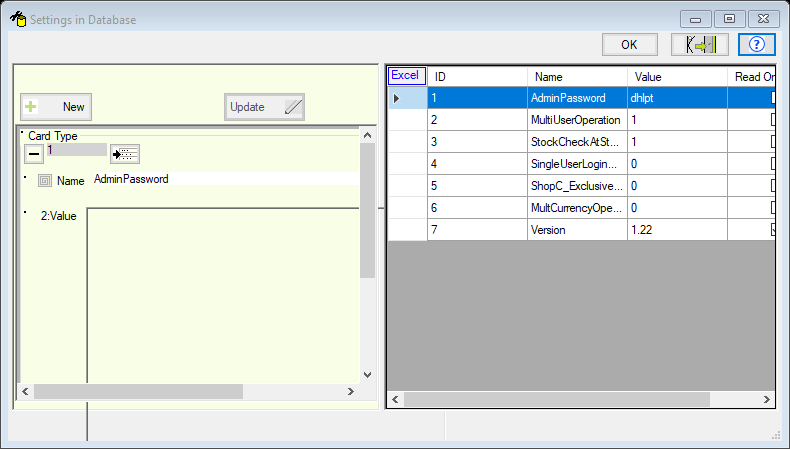 Settings in Database
OK
New
Update
Card Type
1
Name AdminPassword
2:Value
Excel ID Name Value Read On
1 AdminPassword dhlpt
2 MultiUserOperation 1
3 StockCheckAtSt... 1
4 SingleUserLogin... 0
5 ShopC_Exclusive... 0
6 MultCurrencyOpe... 0
7 Version 1.22